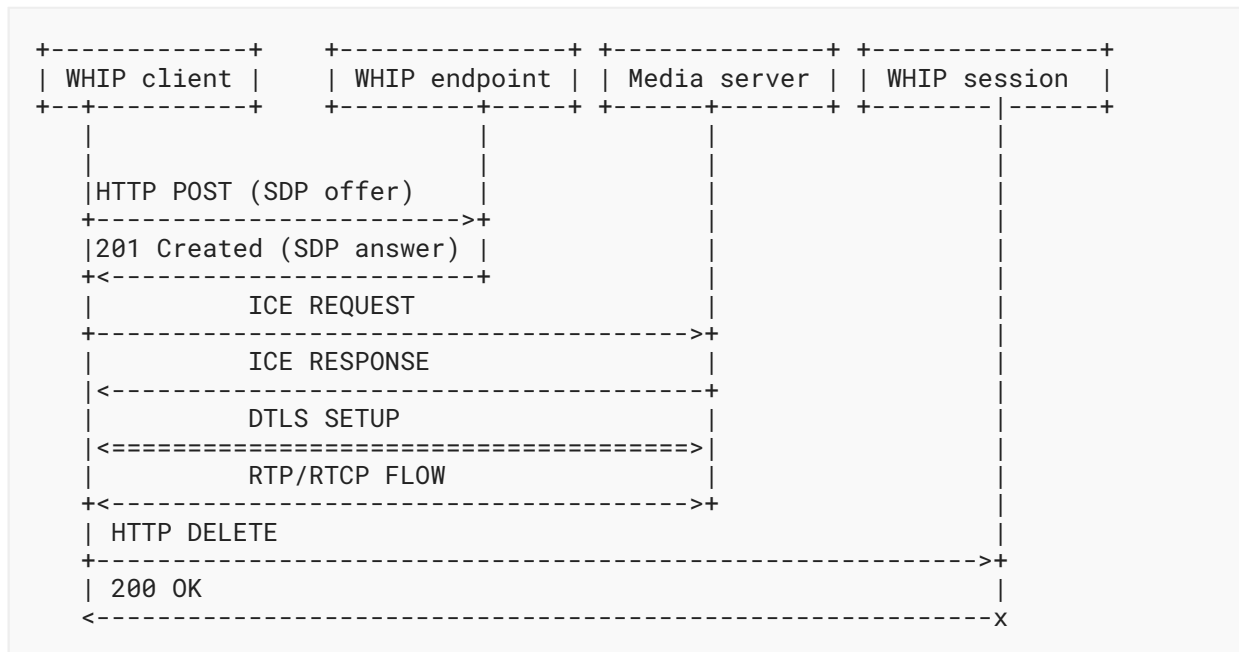 WHIP client WHIP endpoint Media server WHIP session
HTTP POST (SDP offer)
201 Created (SDP answer)
ICE REQUEST
ICE RESPONSE
DTLS SETUP
RTP/RTCP FLOW
HTTP DELETE
200 OK
x